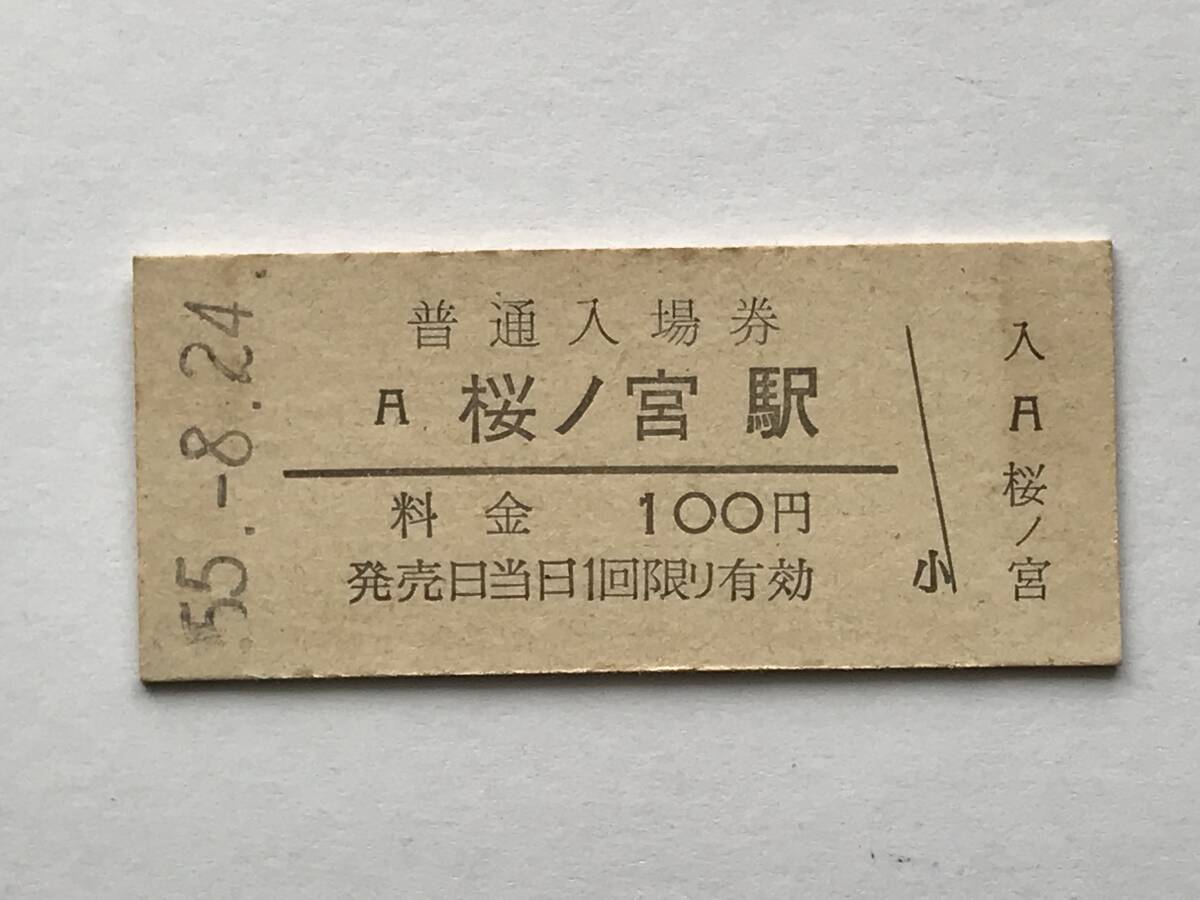 55.-8.24.
普通入場券
桜ノ宮駅
料金 100円
発売日当日1回限り有効
小
入
桜ノ宮